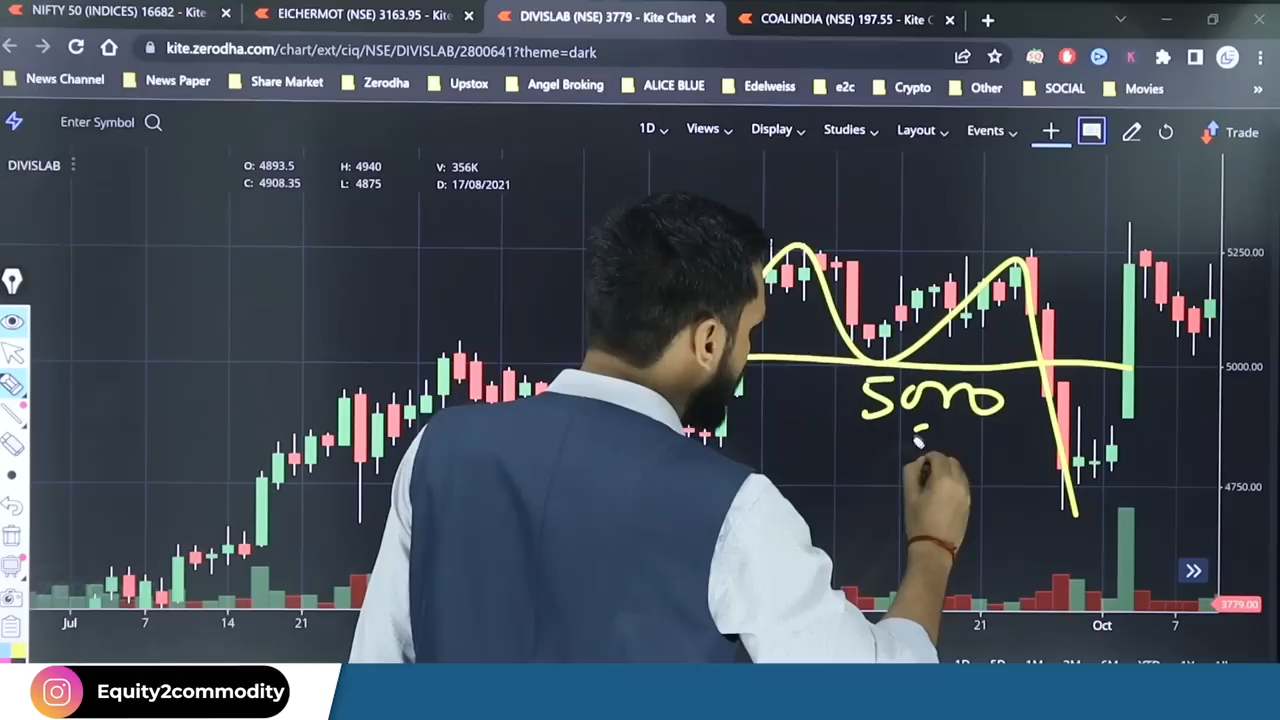 NIFTY 50 (INDICES) 16682 - Kite
EICHERMOT (NSE) 3163.95 - Kite
DIVISLAB (NSE) 3779 - Kite Chart
COALINDIA (NSE) 197.55 - Kite C
kite.zerodha.com/chart/ext/ciq/NSE/DIVISLAB/2800641?theme=dark
News Channel News Paper Share Market Zerodha Upstox Angel Broking ALICE BLUE Edelweiss e2c Crypto Other SOCIAL Movies
Enter Symbol 1D Views Display Studies Layout Events Trade
DIVISLAB O: 4893.5 H: 4940 V: 356K
C: 4908.35 L: 4875 D: 17/08/2021
5250.00
5000.00
5000
4750.00
3779.00
Jul 7 14 21 21 Oct 7
Equity2commodity